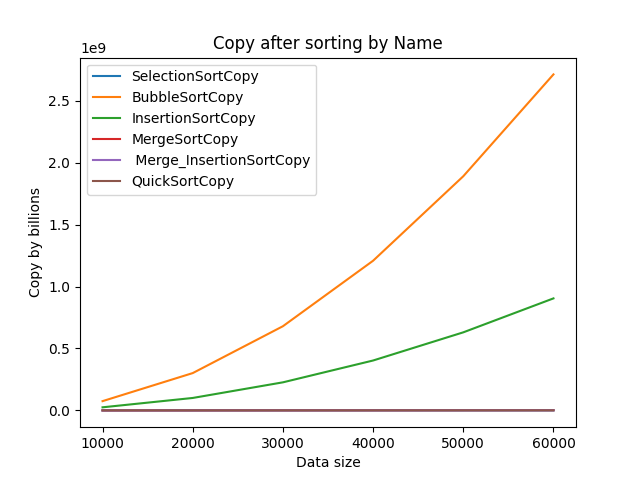 Copy after sorting by Name
1e9
SelectionSortCopy
BubbleSortCopy
InsertionSortCopy
MergeSortCopy
Merge_InsertionSortCopy
QuickSortCopy
Copy by billions
2.5
2.0
1.5
1.0
0.5
0.0
10000 20000 30000 40000 50000 60000
Data size